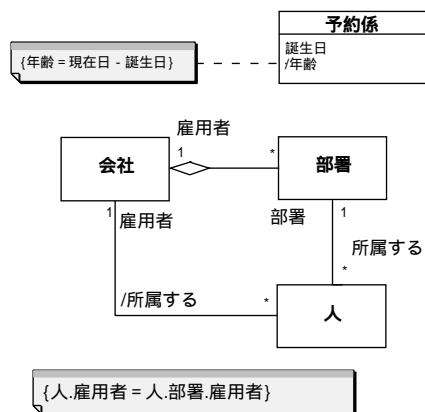 予約係
誕生日
/年齢
{年齢 = 現在日 - 誕生日}
雇用者
会社
1
*
部署
1
雇用者
部署
1
所属する
/所属する
*
*
人
{人.雇用者 = 人.部署.雇用者}